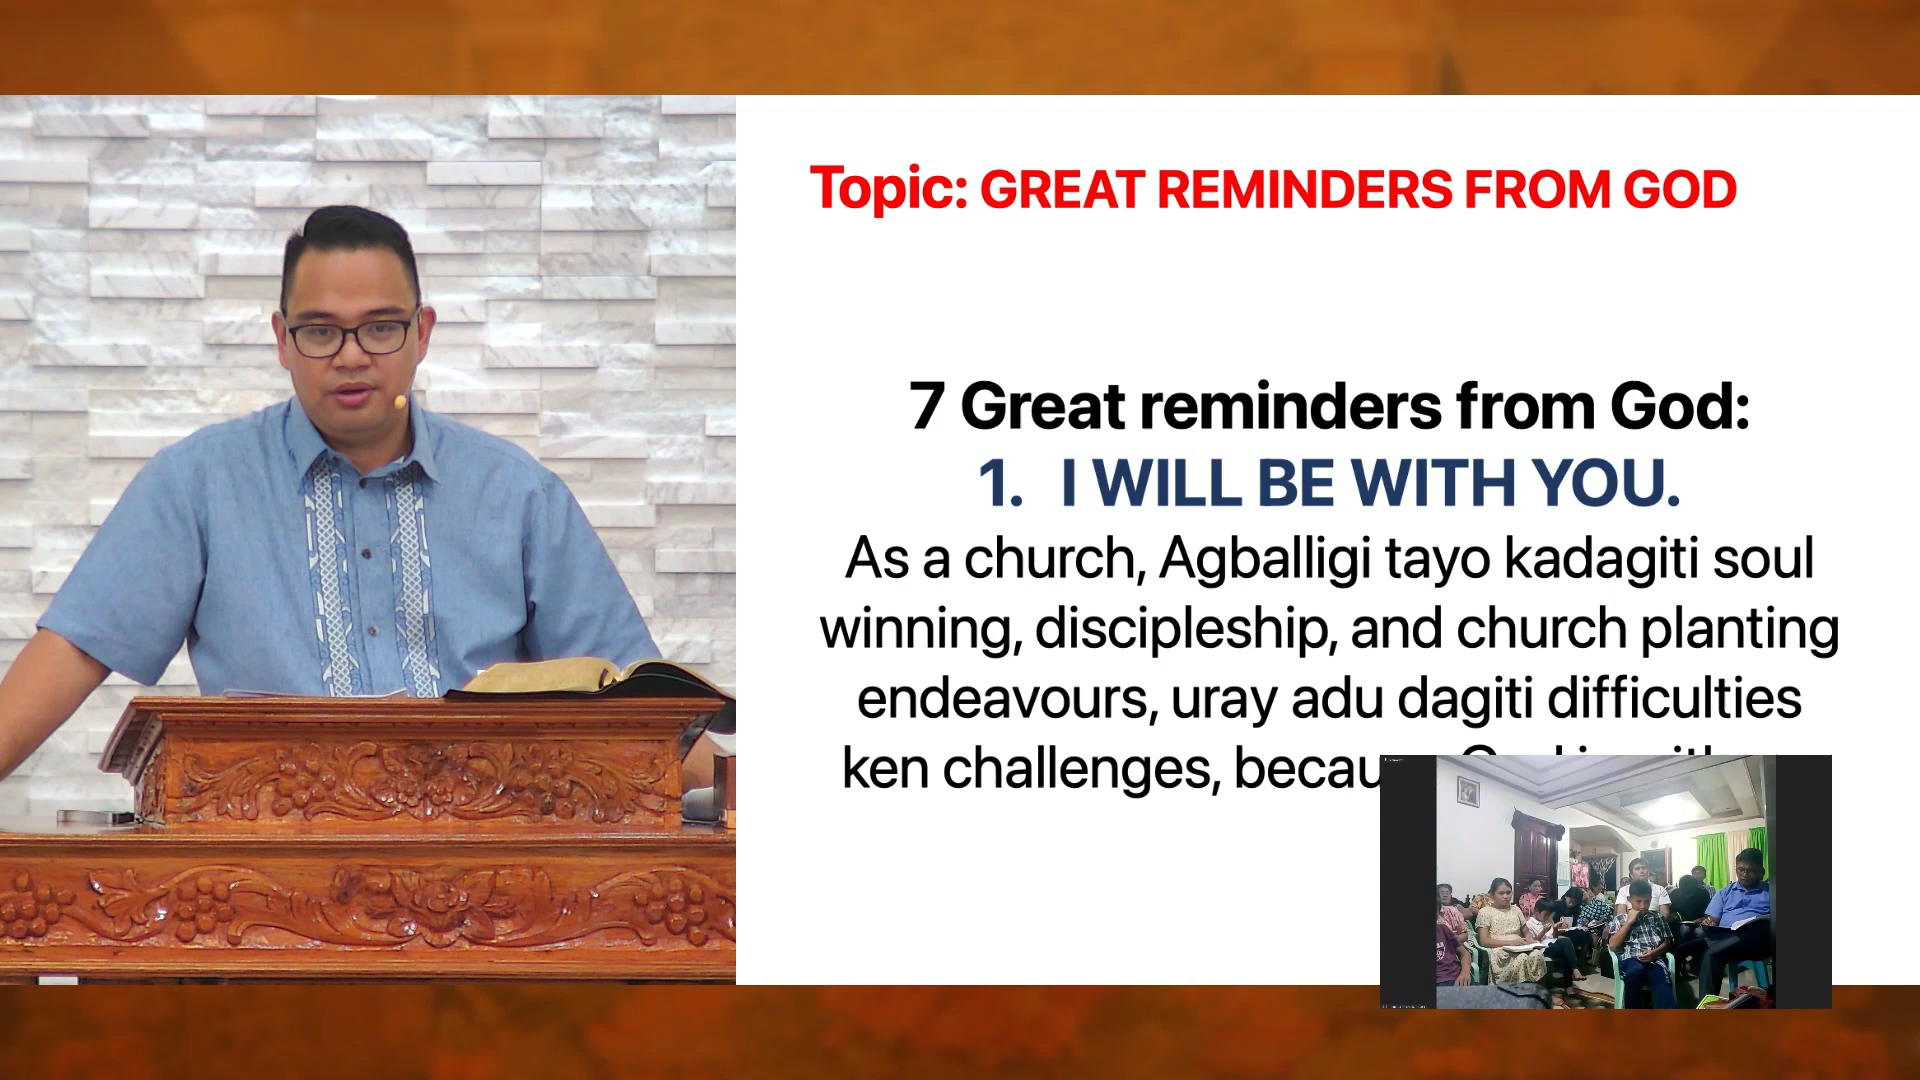 Topic: GREAT REMINDERS FROM GOD
7 Great reminders from God:
1. I WILL BE WITH YOU.
As a church, Agballigi tayo kadagiti soul
winning, discipleship, and church planting
endeavours, uray adu dagiti difficulties
ken challenges,